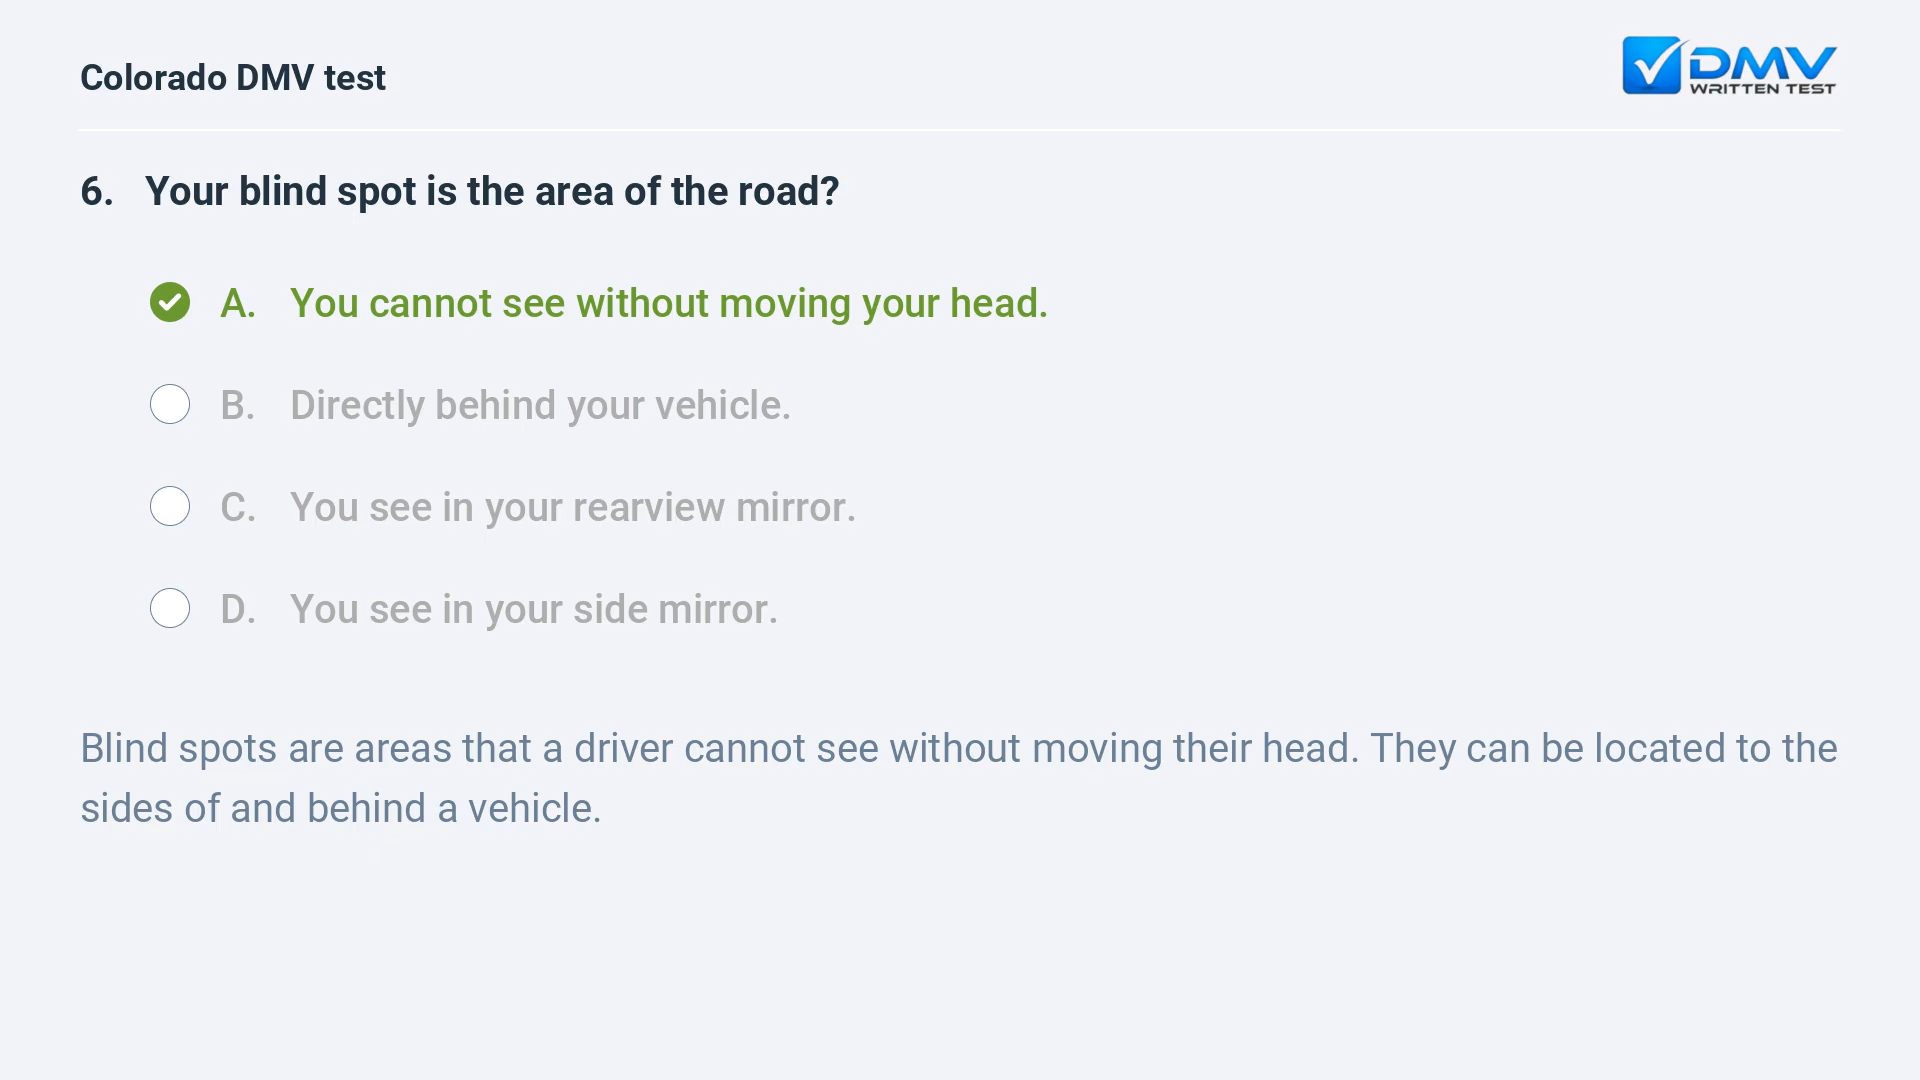 Colorado DMV test
DMV
WRITTEN TEST
6. Your blind spot is the area of the road?
A. You cannot see without moving your head.
B. Directly behind your vehicle.
C. You see in your rearview mirror.
D. You see in your side mirror.
Blind spots are areas that a driver cannot see without moving their head. They can be located to the
sides of and behind a vehicle.